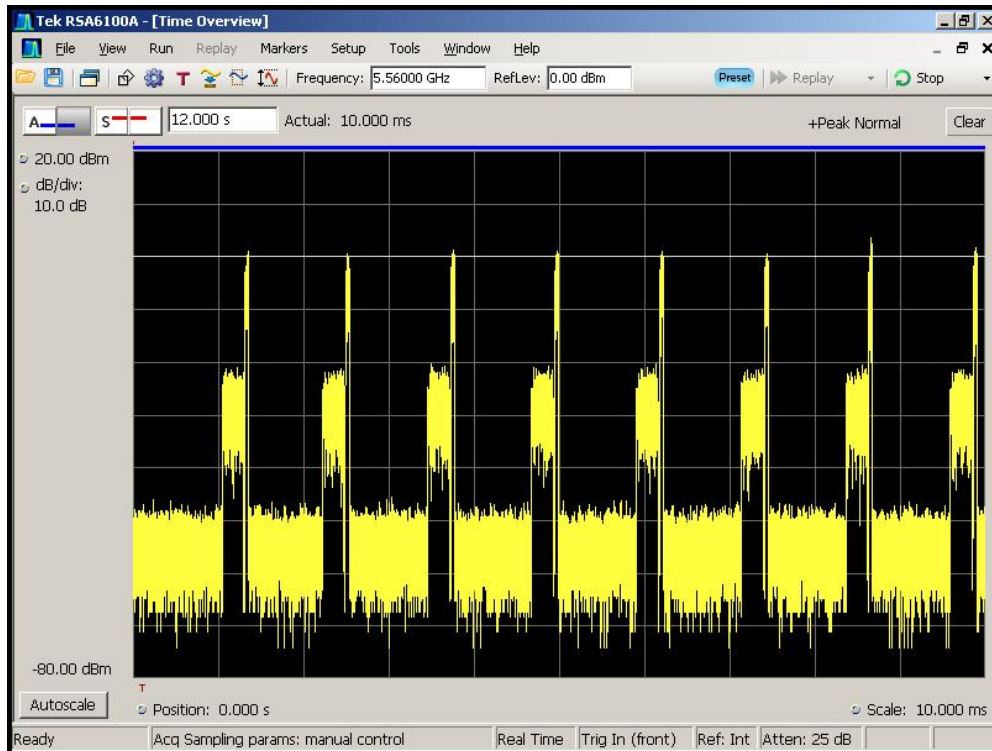 Tek RSA6100A - [Time Overview]
File View Run Replay Markers Setup Tools Window Help
T Frequency: 5.56000 GHz RefLev: 0.00 dBm Preset Replay Stop
A S 12.000 s Actual: 10.000 ms +Peak Normal Clear
20.00 dBm
dB/div:
10.0 dB
-80.00 dBm
T
Autoscale Position: 0.000 s Scale: 10.000 ms
Ready Acq Sampling params: manual control Real Time Trig In (front) Ref: Int Atten: 25 dB